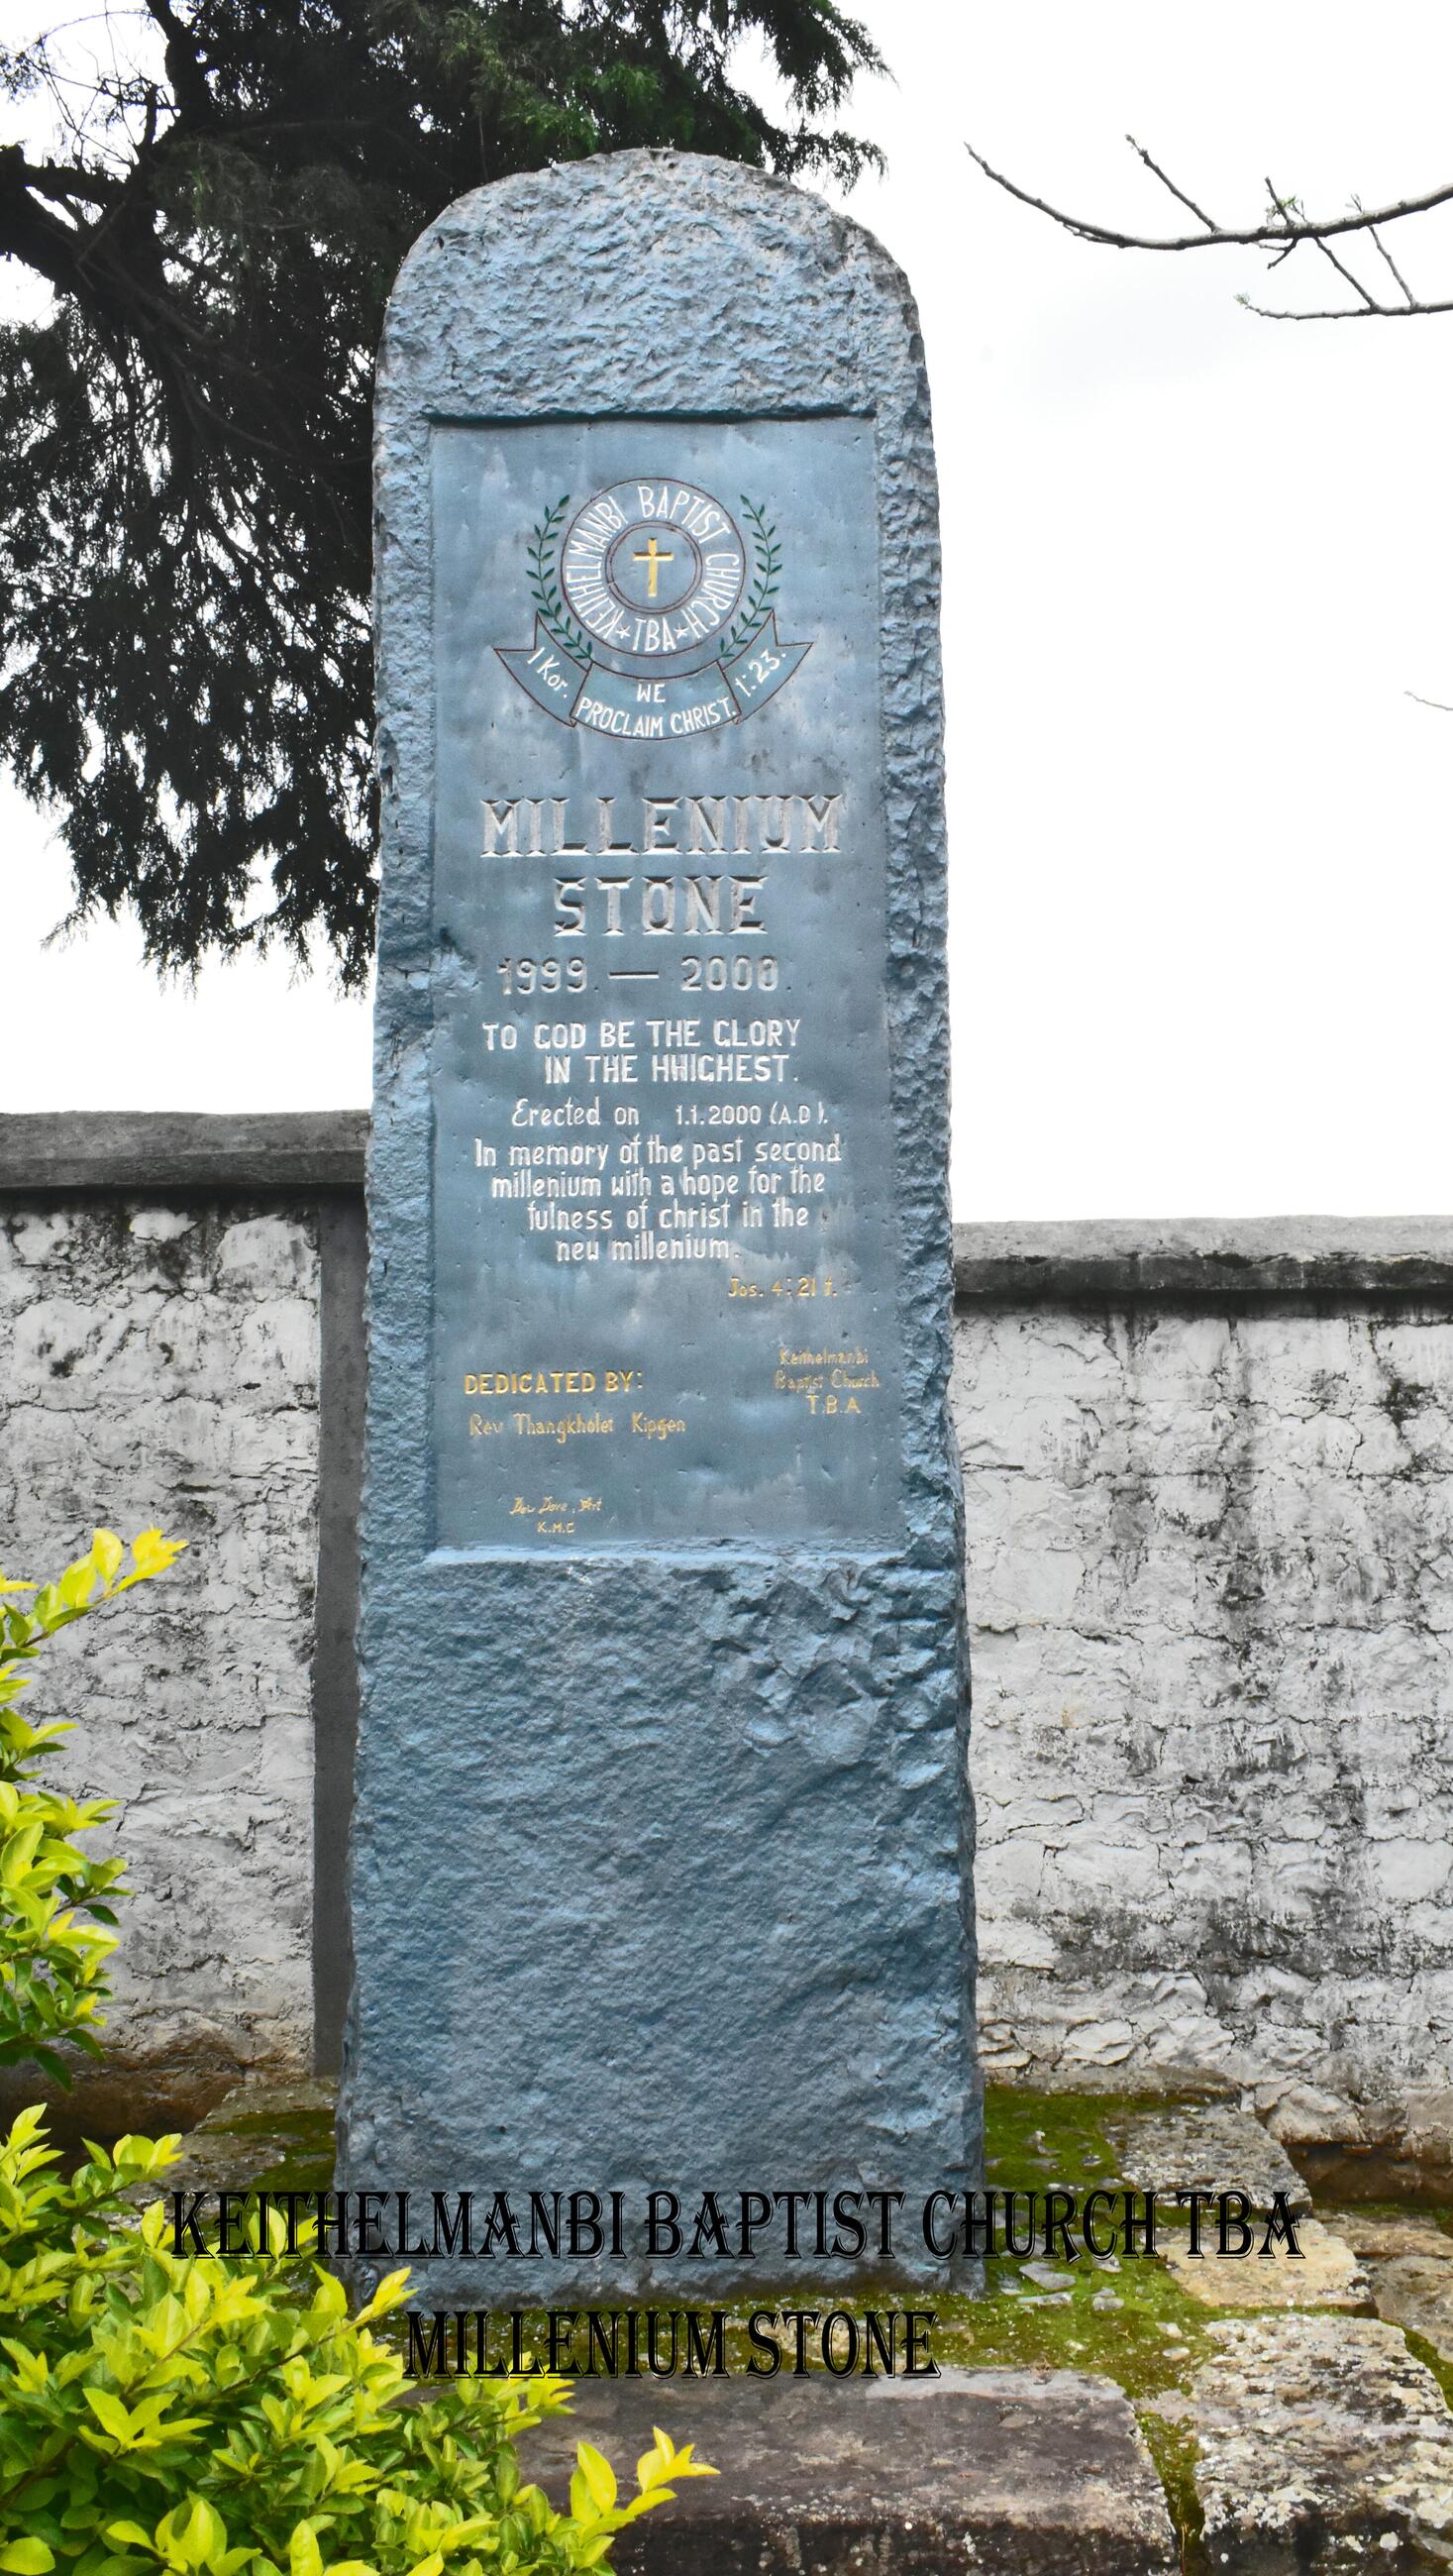 KEITHELMANBI BAPTIST CHURCH
★ TBA ★
1 Kor. 1:23.
WE
PROCLAIM CHRIST.
MILLENIUM
STONE
1999. — 2000.
TO GOD BE THE GLORY
IN THE HHIGHEST.
Erected on 1.1.2000 (A.D).
In memory of the past second
millenium with a hope for the
fulness of christ in the
new millenium.
Jos. 4:21 f.
Keithelmanbi
Baptist Church
T.B.A
DEDICATED BY:
Rev Thangkholet Kipgen
Art
K.M.C
KEITHELMANBI BAPTIST CHURCH TBA
MILLENIUM STONE